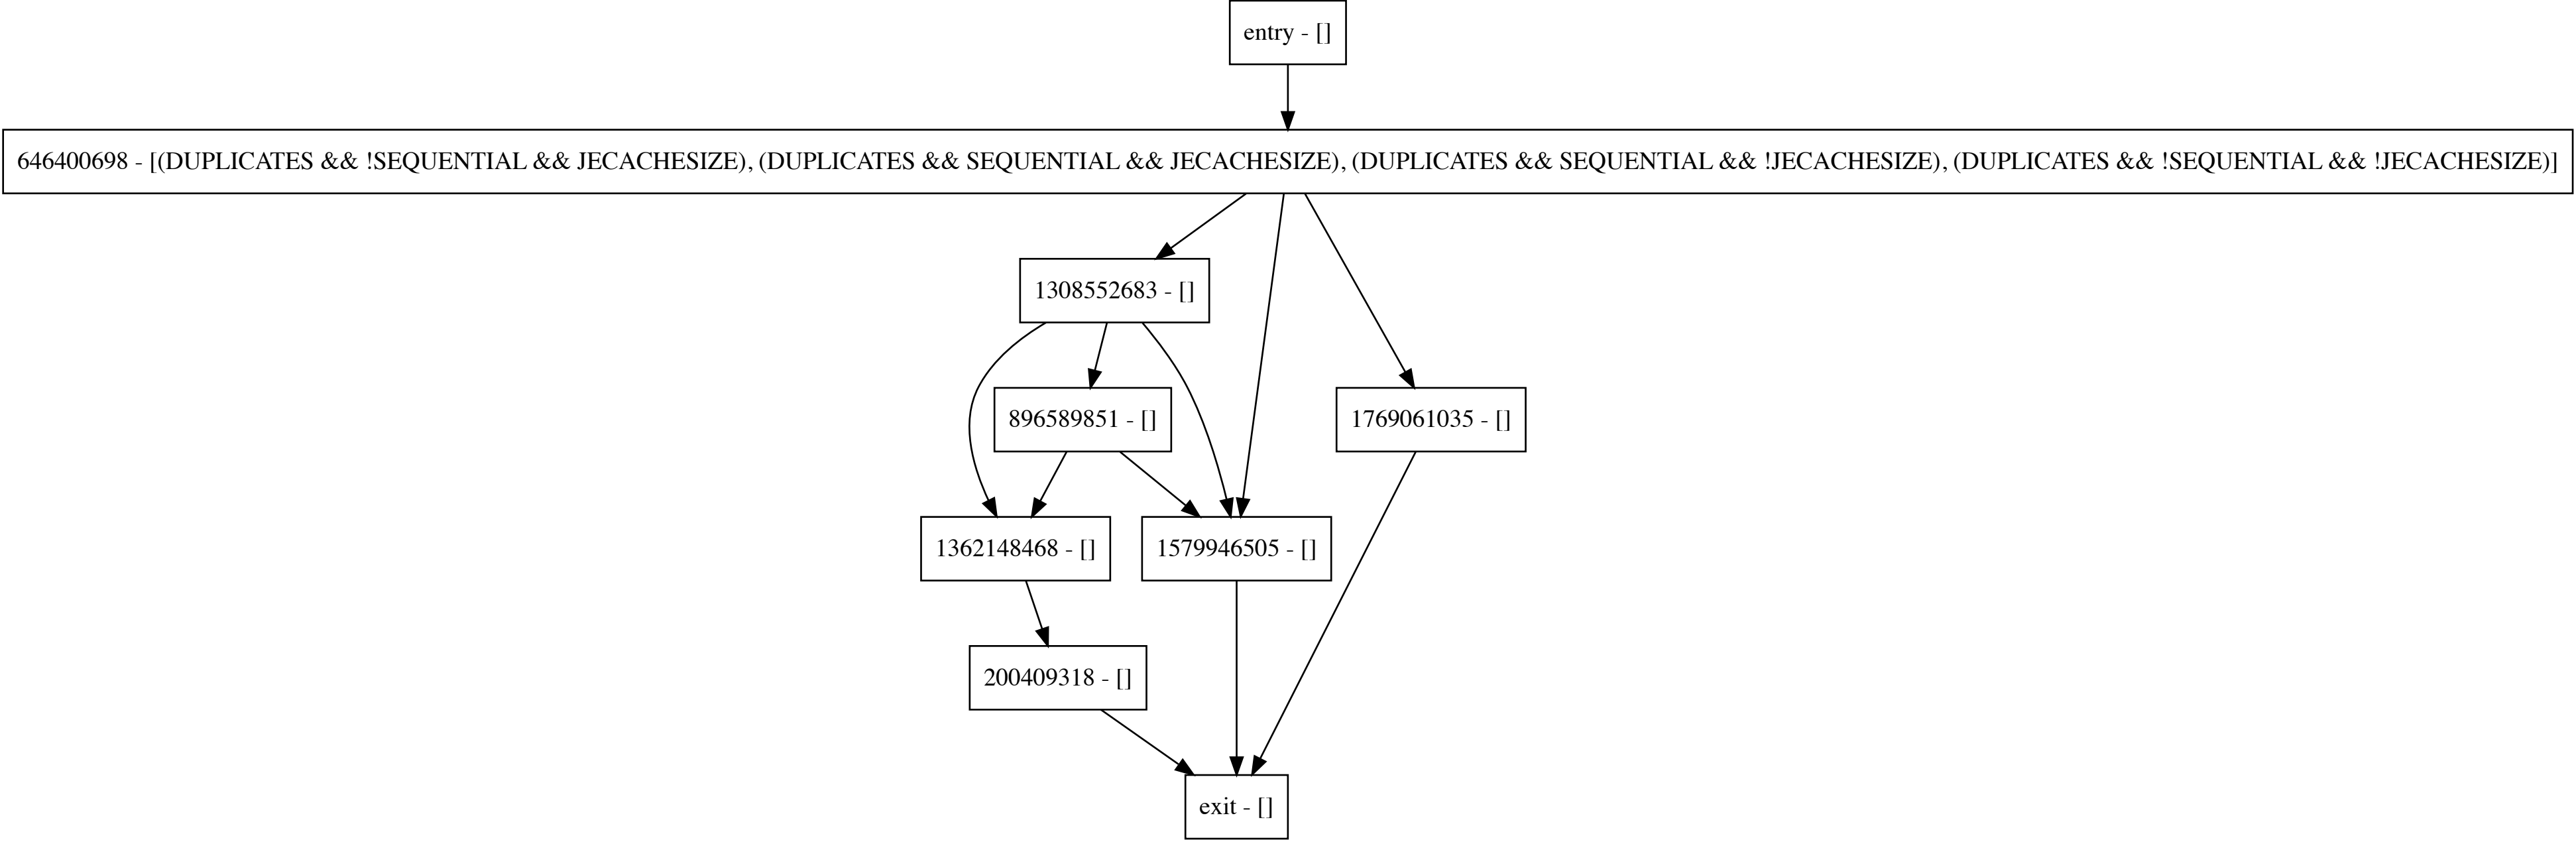 entry - []
646400698 - [(DUPLICATES && !SEQUENTIAL && JECACHESIZE), (DUPLICATES && SEQUENTIAL && JECACHESIZE), (DUPLICATES && SEQUENTIAL && !JECACHESIZE), (DUPLICATES && !SEQUENTIAL && !JECACHESIZE)]
1308552683 - []
896589851 - []
1769061035 - []
1362148468 - []
1579946505 - []
200409318 - []
exit - []